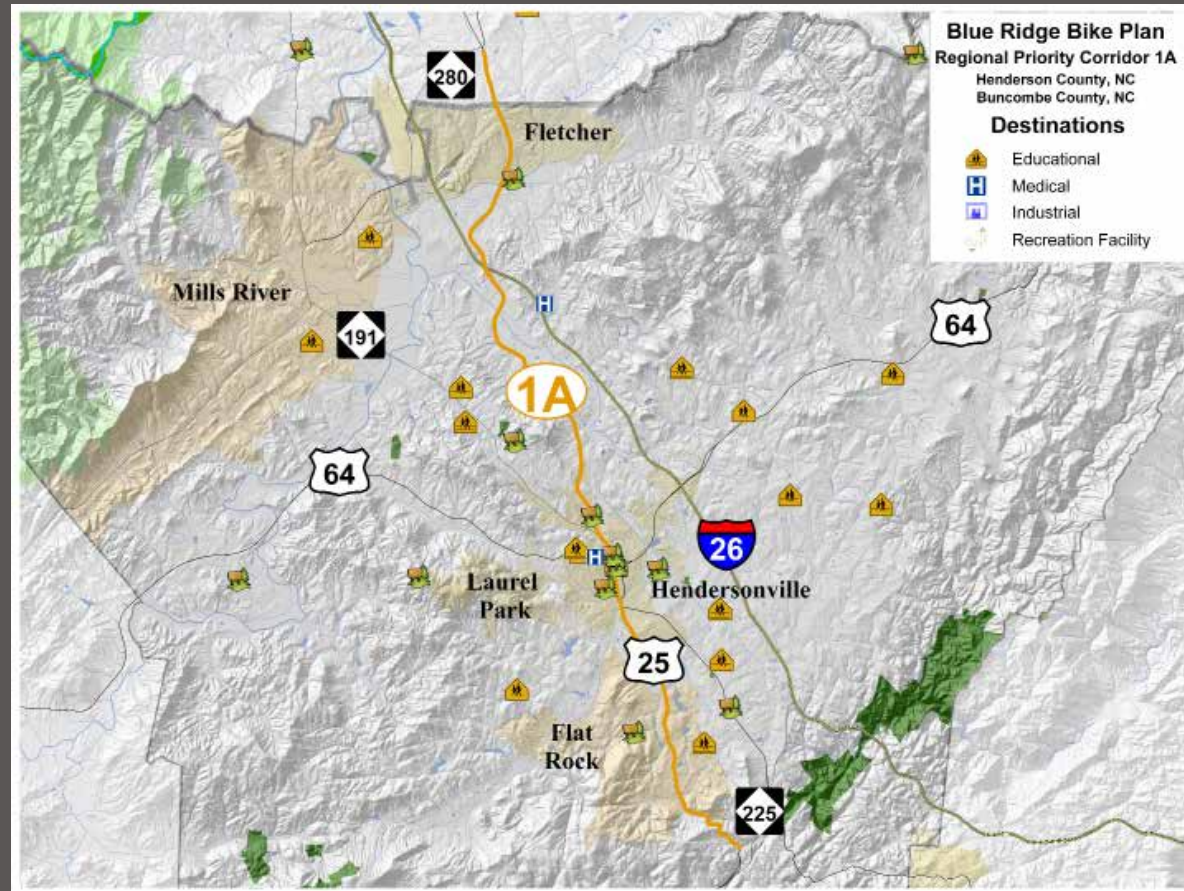 Blue Ridge Bike Plan
Regional Priority Corridor 1A
Henderson County, NC
Buncombe County, NC
Destinations
Educational
H Medical
Industrial
Recreation Facility
280
Fletcher
Mills River
191
H
64
1A
64
26
H
Laurel
Park
Hendersonville
25
Flat
Rock
225